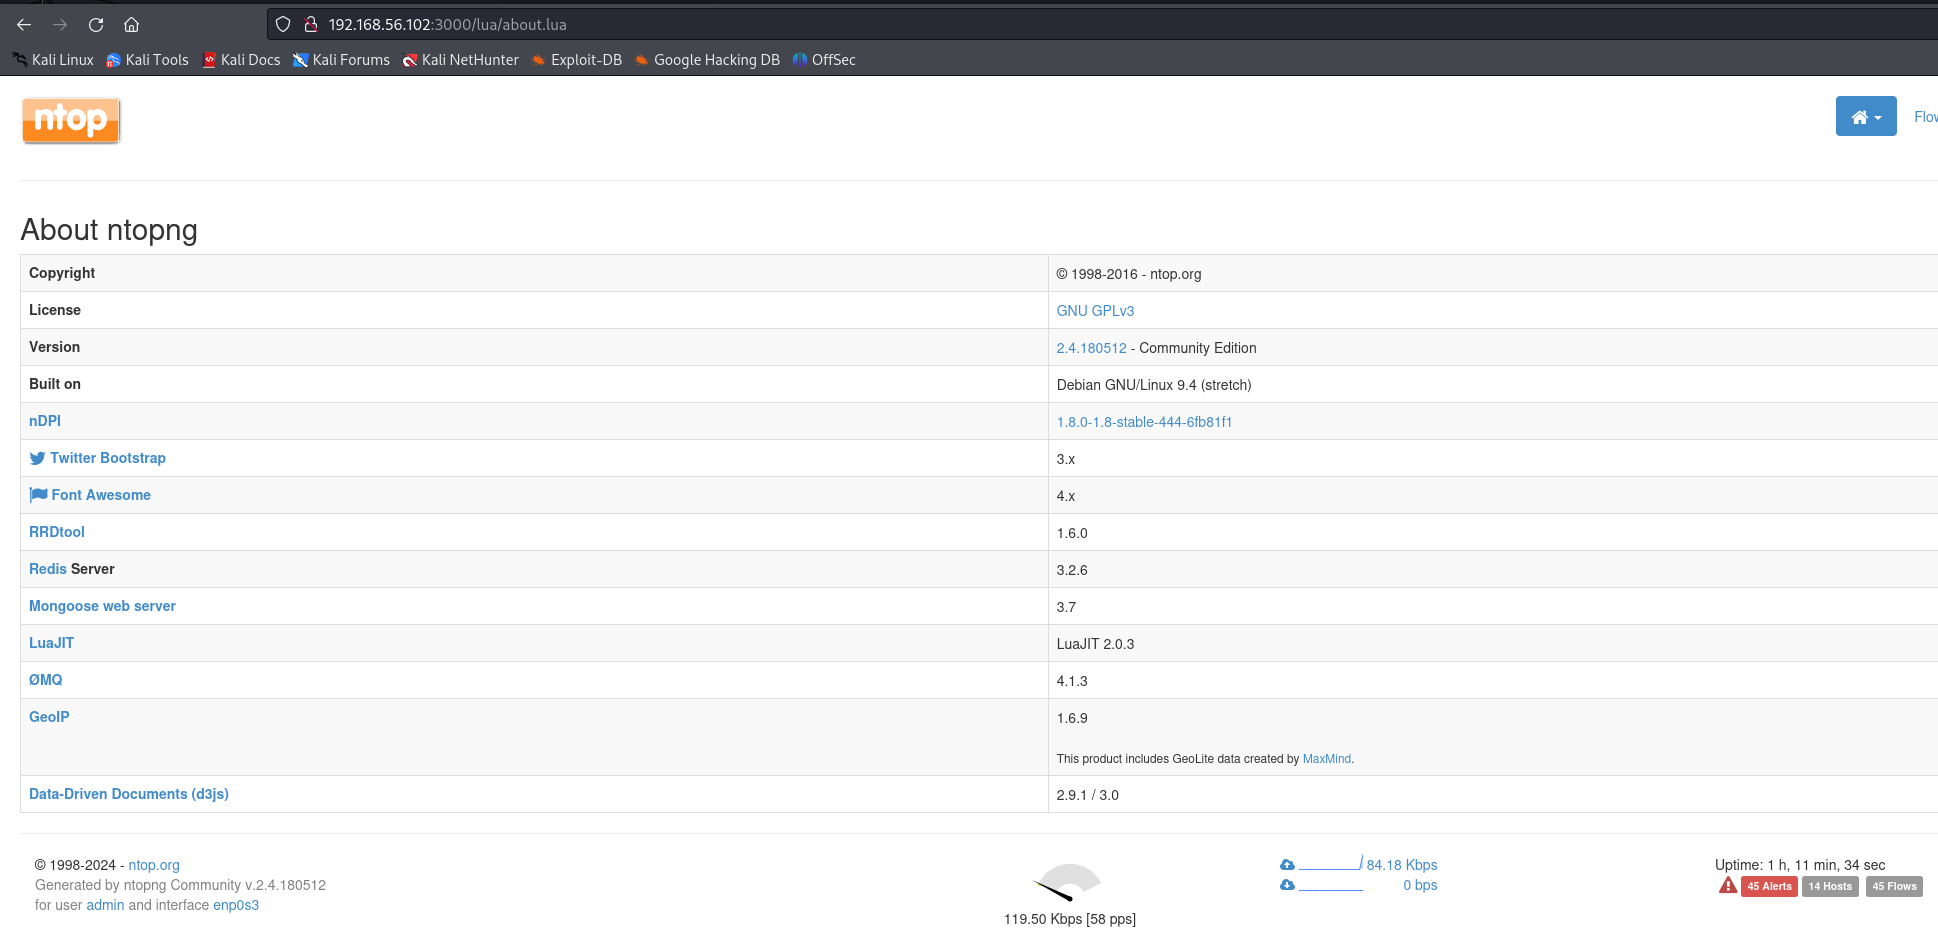 192.168.56.102:3000/lua/about.lua
Kali Linux Kali Tools Kali Docs Kali Forums Kali NetHunter Exploit-DB Google Hacking DB OffSec
ntop
Flow
About ntopng
Copyright © 1998-2016 - ntop.org
License GNU GPLv3
Version 2.4.180512 - Community Edition
Built on Debian GNU/Linux 9.4 (stretch)
nDPI 1.8.0-1.8-stable-444-6fb81f1
Twitter Bootstrap 3.x
Font Awesome 4.x
RRDtool 1.6.0
Redis Server 3.2.6
Mongoose web server 3.7
LuaJIT LuaJIT 2.0.3
ØMQ 4.1.3
GeoIP 1.6.9
This product includes GeoLite data created by MaxMind.
Data-Driven Documents (d3js) 2.9.1 / 3.0
© 1998-2024 - ntop.org
Generated by ntopng Community v.2.4.180512
for user admin and interface enp0s3
119.50 Kbps [58 pps]
84.18 Kbps
0 bps
Uptime: 1 h, 11 min, 34 sec
45 Alerts 14 Hosts 45 Flows